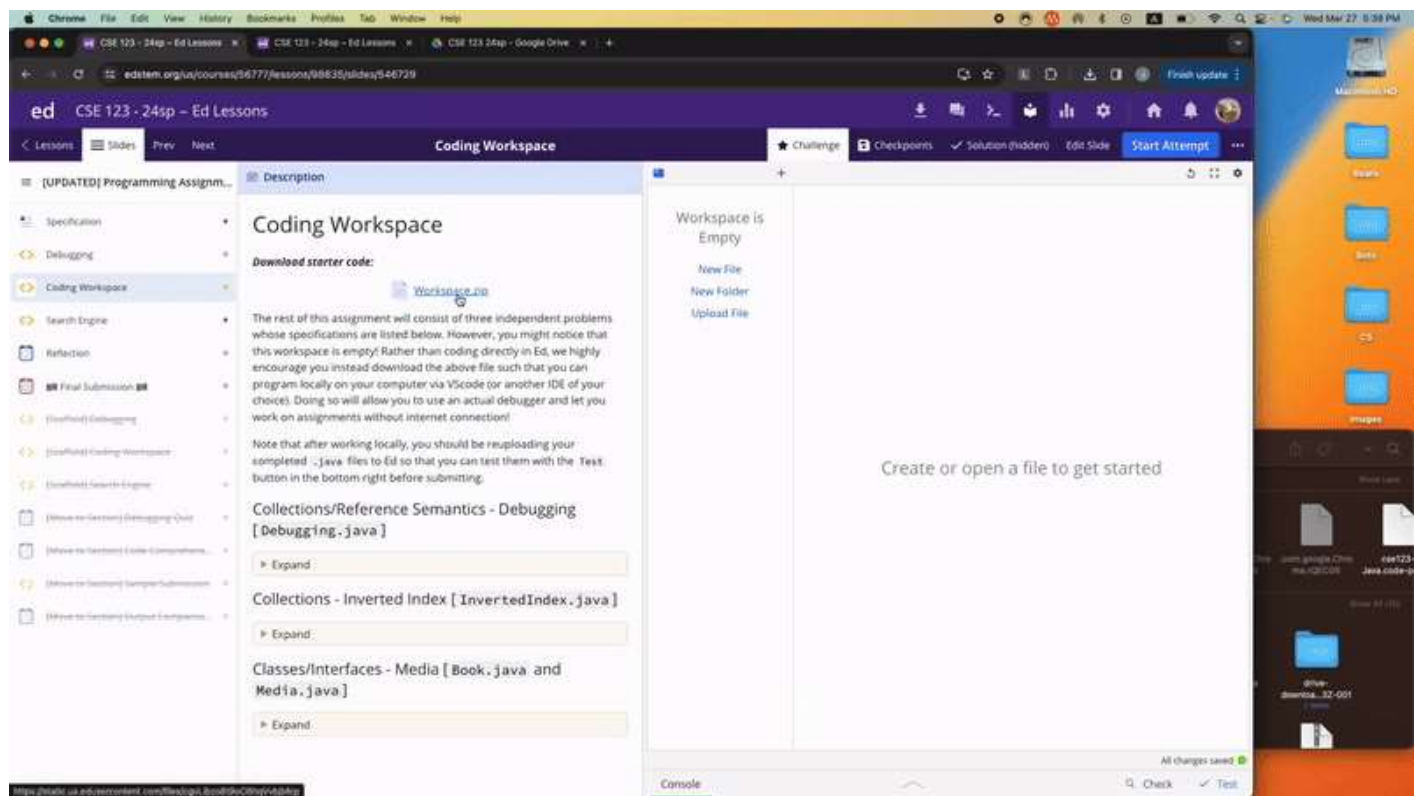 Chrome File Edit View History Bookmarks Profiles Tab Window Help
Wed Mar 27 5:38 PM
CSE 123 - 24sp – Ed Lessons
CSE 123 - 24sp – Ed Lessons
CSE 123 24sp - Google Drive
edstem.org/us/courses/56777/lessons/98835/slides/546729
Finish update
ed CSE 123 - 24sp – Ed Lessons
Lessons Slides Prev Next
Coding Workspace
Challenge Checkpoints Solution (hidden) Edit Slide Start Attempt
[UPDATED] Programming Assignm...
Specification
Debugging
Coding Workspace
Search Engine
Reflection
Final Submission
Description
Coding Workspace
Download starter code:
Workspace.zip
The rest of this assignment will consist of three independent problems
whose specifications are listed below. However, you might notice that
this workspace is empty! Rather than coding directly in Ed, we highly
encourage you instead download the above file such that you can
program locally on your computer via VScode (or another IDE of your
choice). Doing so will allow you to use an actual debugger and let you
work on assignments without internet connection!
Note that after working locally, you should be reuploading your
completed .java files to Ed so that you can test them with the Test
button in the bottom right before submitting.
Collections/Reference Semantics - Debugging
[Debugging.java]
Expand
Collections - Inverted Index [InvertedIndex.java]
Expand
Classes/Interfaces - Media [Book.java and
Media.java]
Expand
Workspace is
Empty
New File
New Folder
Upload File
Create or open a file to get started
All changes saved
Console
Check
Test
Macintosh HD
CS
Images
cse123-